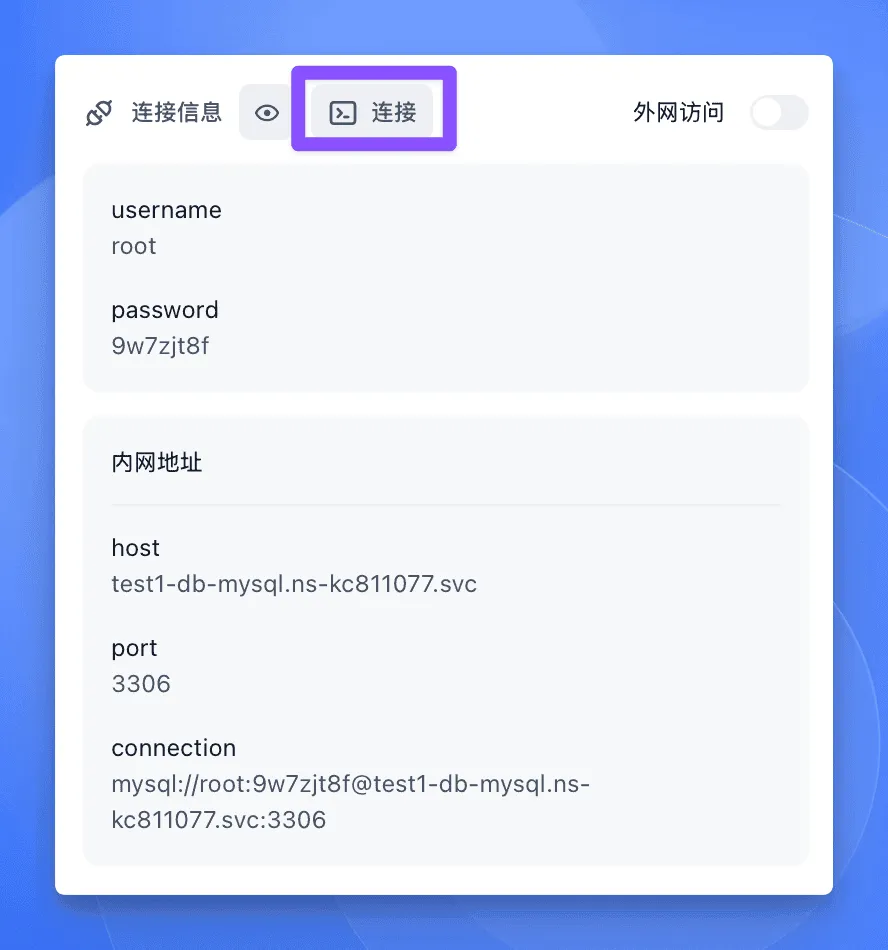 连接信息 连接 外网访问
username
root
password
9w7zjt8f
内网地址
host
test1-db-mysql.ns-kc811077.svc
port
3306
connection
mysql://root:9w7zjt8f@test1-db-mysql.ns-
kc811077.svc:3306